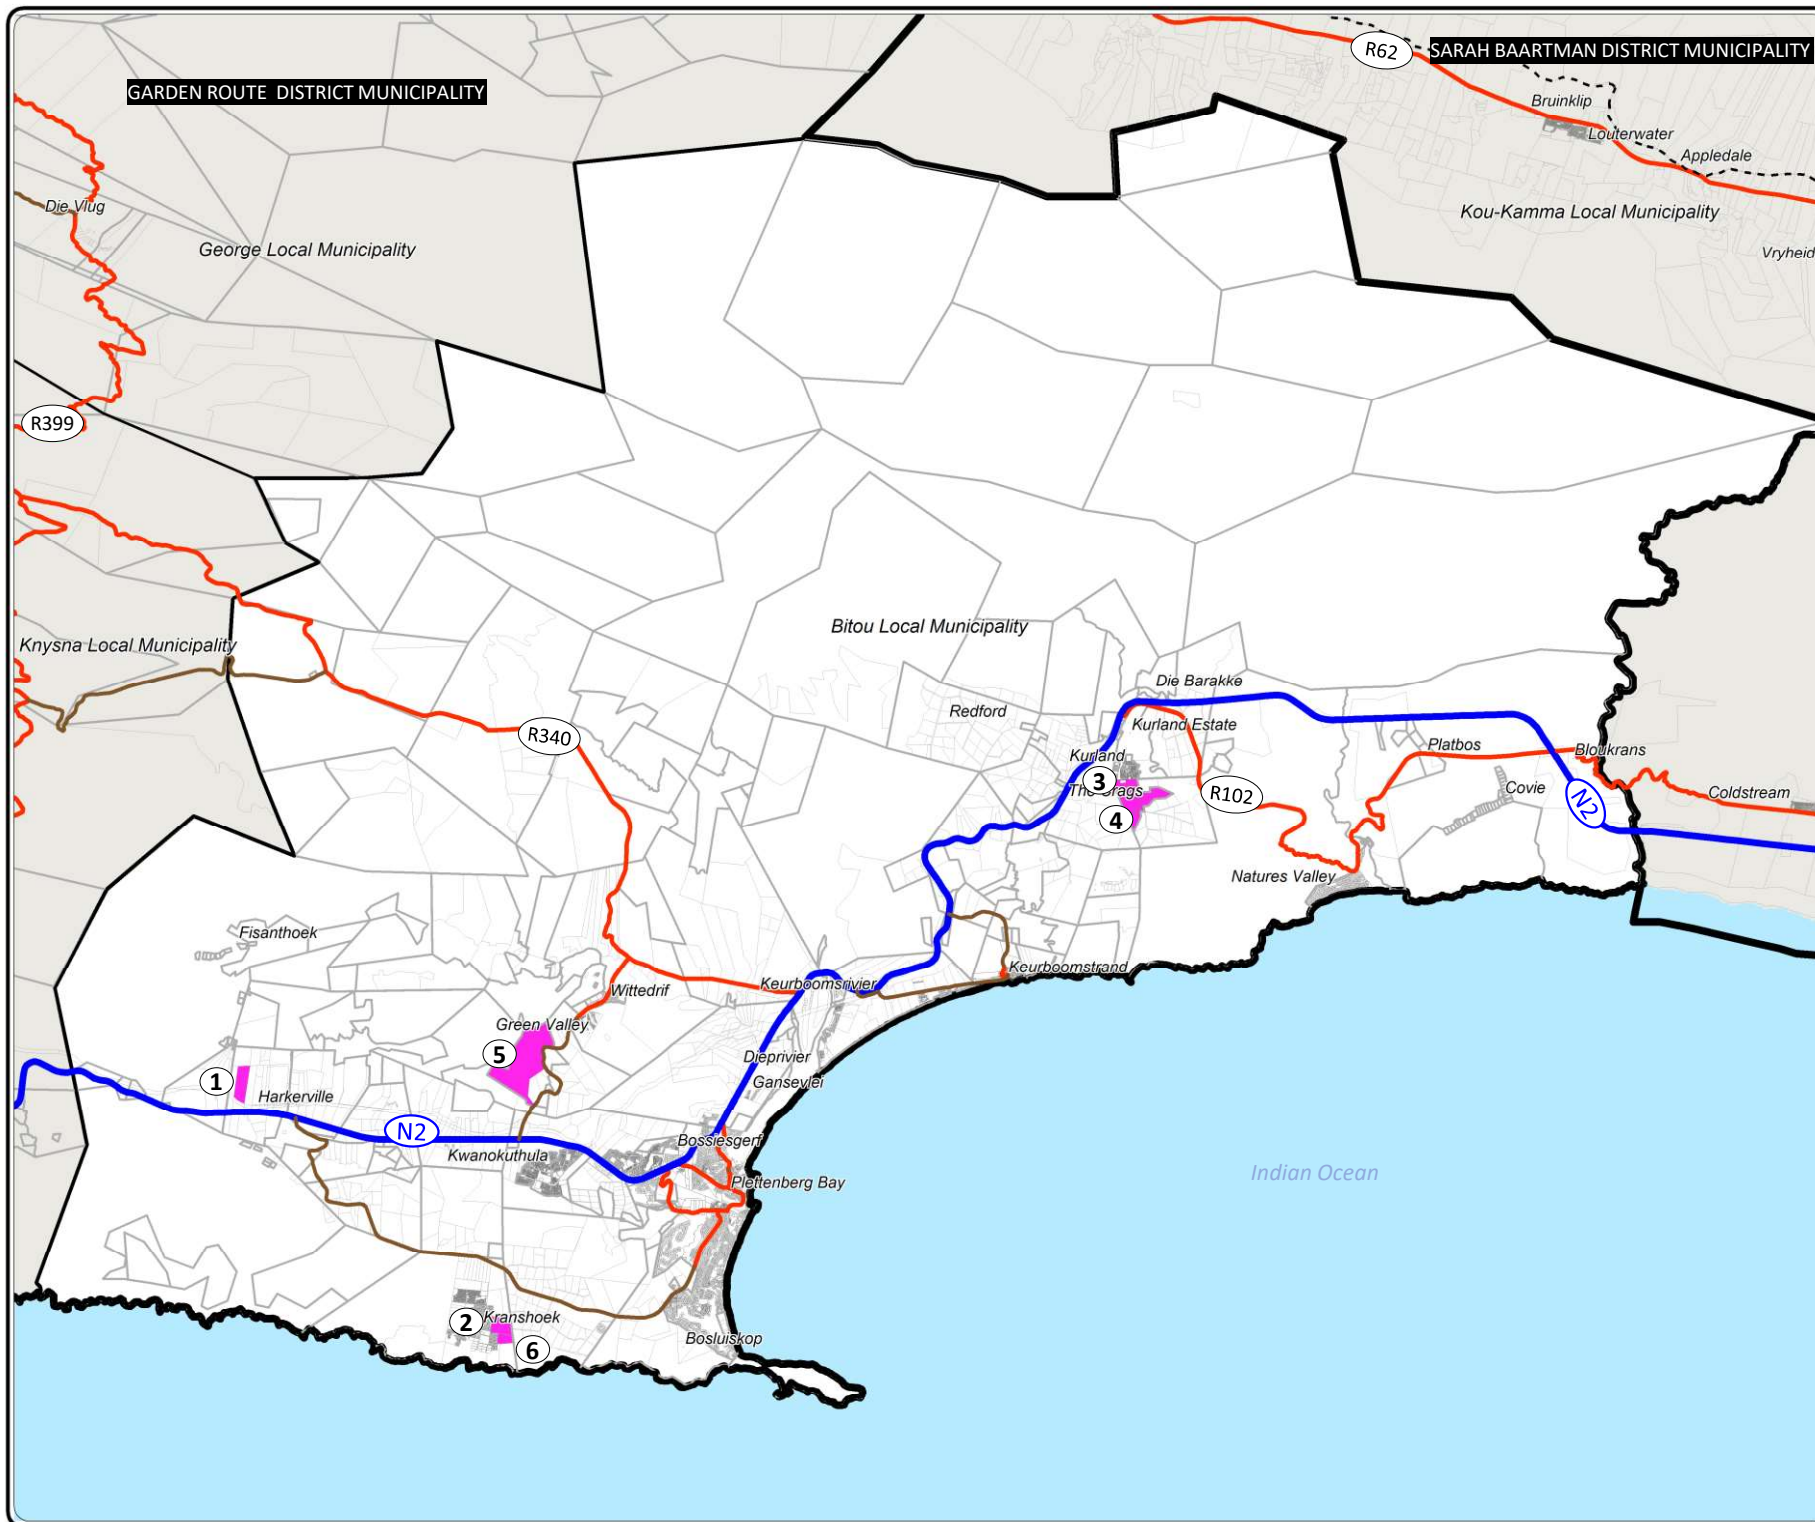 R62
SARAH BAARTMAN DISTRICT MUNICIPALITY
GARDEN ROUTE DISTRICT MUNICIPALITY
Bruinklip
Louterwater
Appledale
Die Vlug
Kou-Kamma Local Municipality
George Local Municipality
Vryheid
R399
Bitou Local Municipality
Knysna Local Municipality
Die Barakke
Redford
Kurland Estate
R340
Platbos
Bloukrans
Kurland
3
The Crags
R102
Covie
N2
Coldstream
4
Natures Valley
Fisanthoek
Keurboomstrand
Keurboomsrivier
Wittedrif
Green Valley
5
Dieprivier
1
Gansevlei
Harkerville
N2
Bossiesgerf
Kwanokuthula
Indian Ocean
Plettenberg Bay
2
Kranshoek
Bosluiskop
6